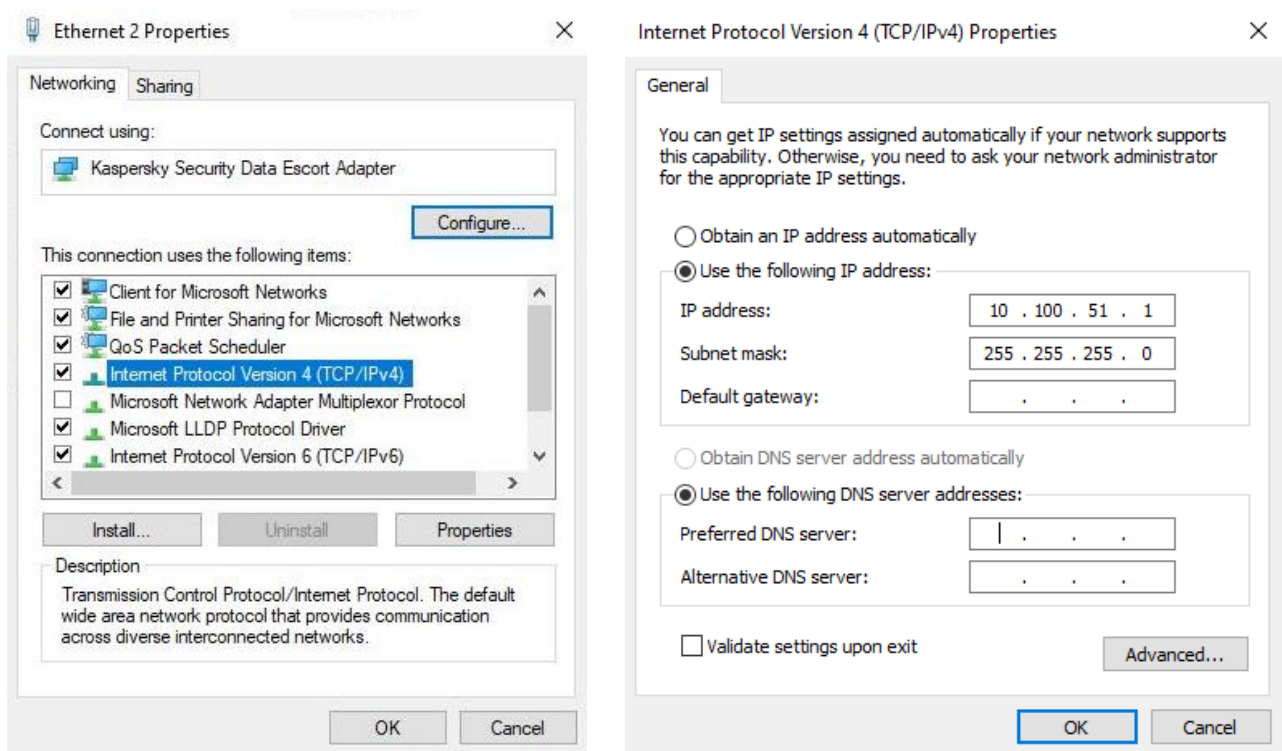 Ethernet 2 Properties
Networking
Sharing
Connect using:
Kaspersky Security Data Escort Adapter
Configure...
This connection uses the following items:
Client for Microsoft Networks
File and Printer Sharing for Microsoft Networks
QoS Packet Scheduler
Internet Protocol Version 4 (TCP/IPv4)
Microsoft Network Adapter Multiplexor Protocol
Microsoft LLDP Protocol Driver
Internet Protocol Version 6 (TCP/IPv6)
Install...
Uninstall
Properties
Description
Transmission Control Protocol/Internet Protocol. The default
wide area network protocol that provides communication
across diverse interconnected networks.
OK
Cancel
Internet Protocol Version 4 (TCP/IPv4) Properties
General
You can get IP settings assigned automatically if your network supports
this capability. Otherwise, you need to ask your network administrator
for the appropriate IP settings.
Obtain an IP address automatically
Use the following IP address:
IP address: 10 . 100 . 51 . 1
Subnet mask: 255 . 255 . 255 . 0
Default gateway: . . .
Obtain DNS server address automatically
Use the following DNS server addresses:
Preferred DNS server: . . .
Alternative DNS server: . . .
Validate settings upon exit
Advanced...
OK
Cancel